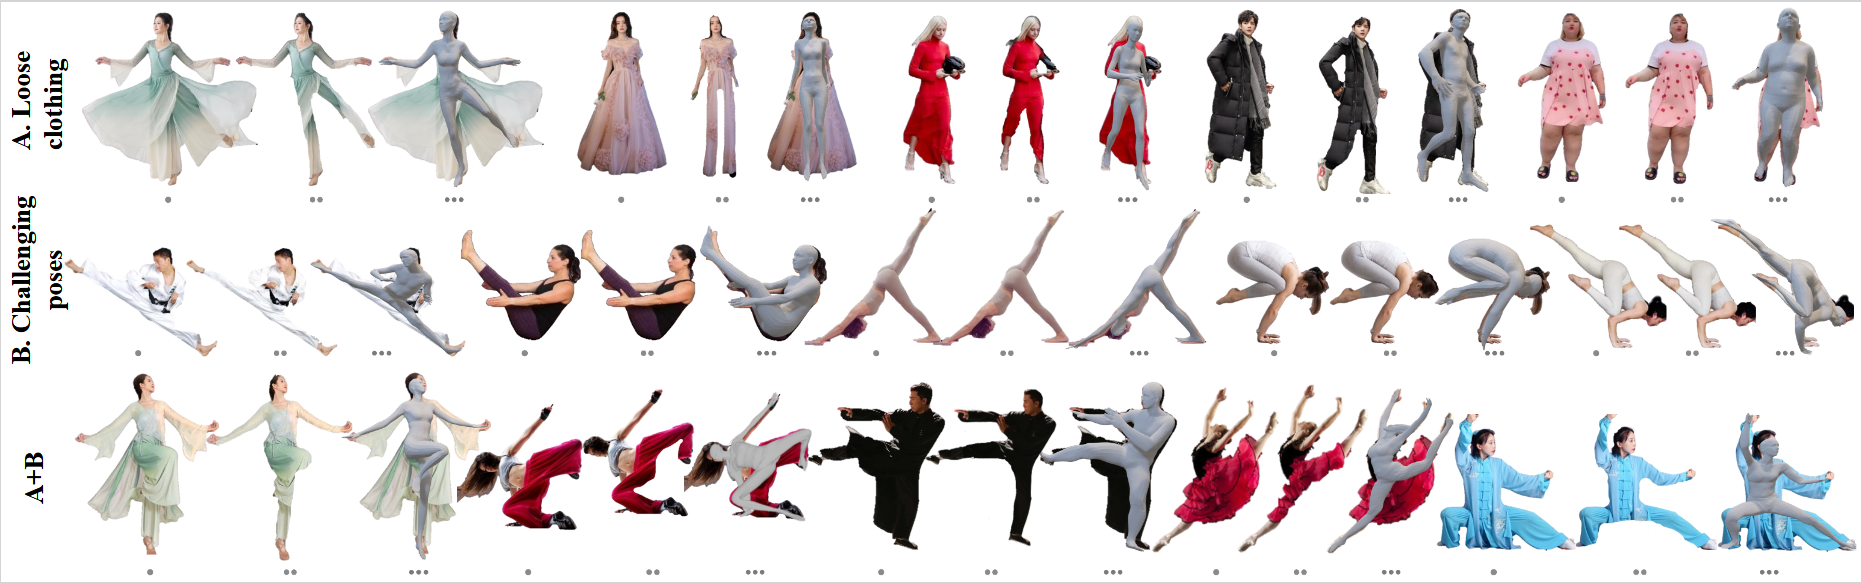 A. Loose
clothing
B. Challenging
poses
A+B